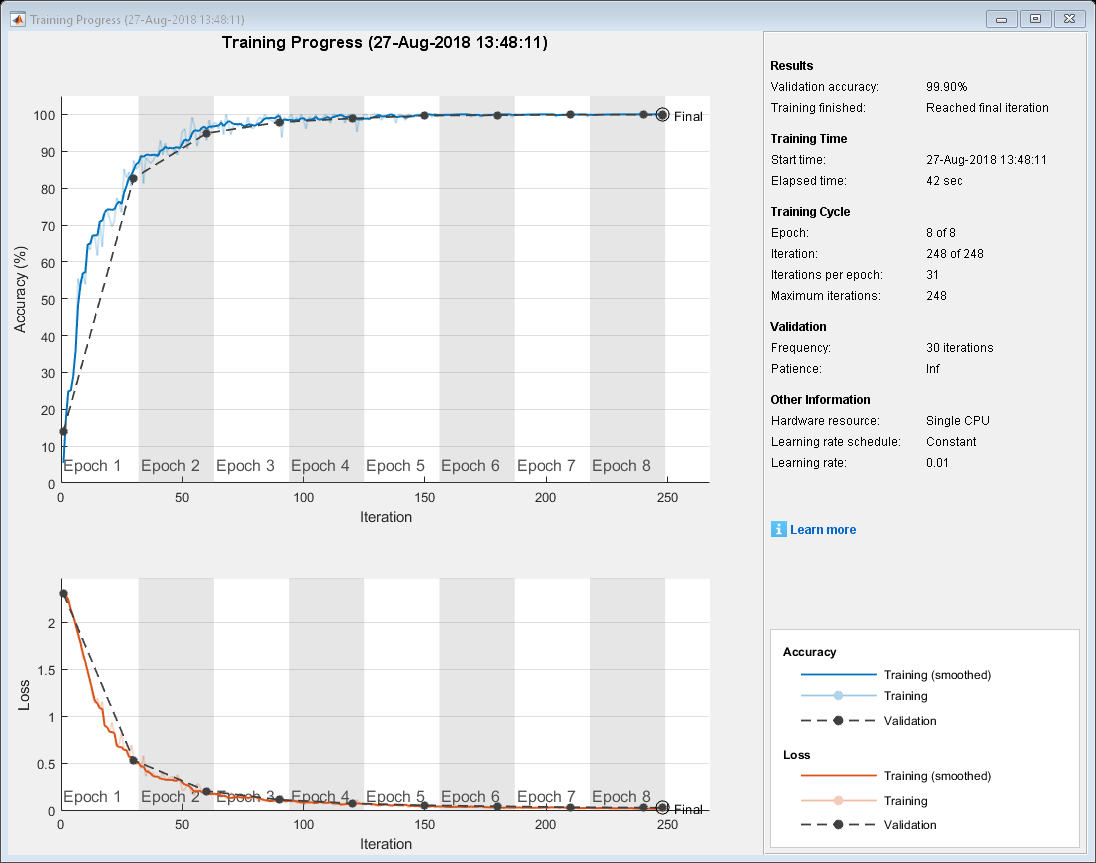 Training Progress (27-Aug-2018 13:48:11)
Training Progress (27-Aug-2018 13:48:11)
Accuracy (%)
100
90
80
70
60
50
40
30
20
10
0
Final
Epoch 1 Epoch 2 Epoch 3 Epoch 4 Epoch 5 Epoch 6 Epoch 7 Epoch 8
0 50 100 150 200 250
Iteration
Loss
2
1.5
1
0.5
0
Epoch 1 Epoch 2 Epoch 3 Epoch 4 Epoch 5 Epoch 6 Epoch 7 Epoch 8
Final
0 50 100 150 200 250
Iteration
Results
Validation accuracy: 99.90%
Training finished: Reached final iteration
Training Time
Start time: 27-Aug-2018 13:48:11
Elapsed time: 42 sec
Training Cycle
Epoch: 8 of 8
Iteration: 248 of 248
Iterations per epoch: 31
Maximum iterations: 248
Validation
Frequency: 30 iterations
Patience: Inf
Other Information
Hardware resource: Single CPU
Learning rate schedule: Constant
Learning rate: 0.01
i Learn more
Accuracy
Training (smoothed)
Training
Validation
Loss
Training (smoothed)
Training
Validation